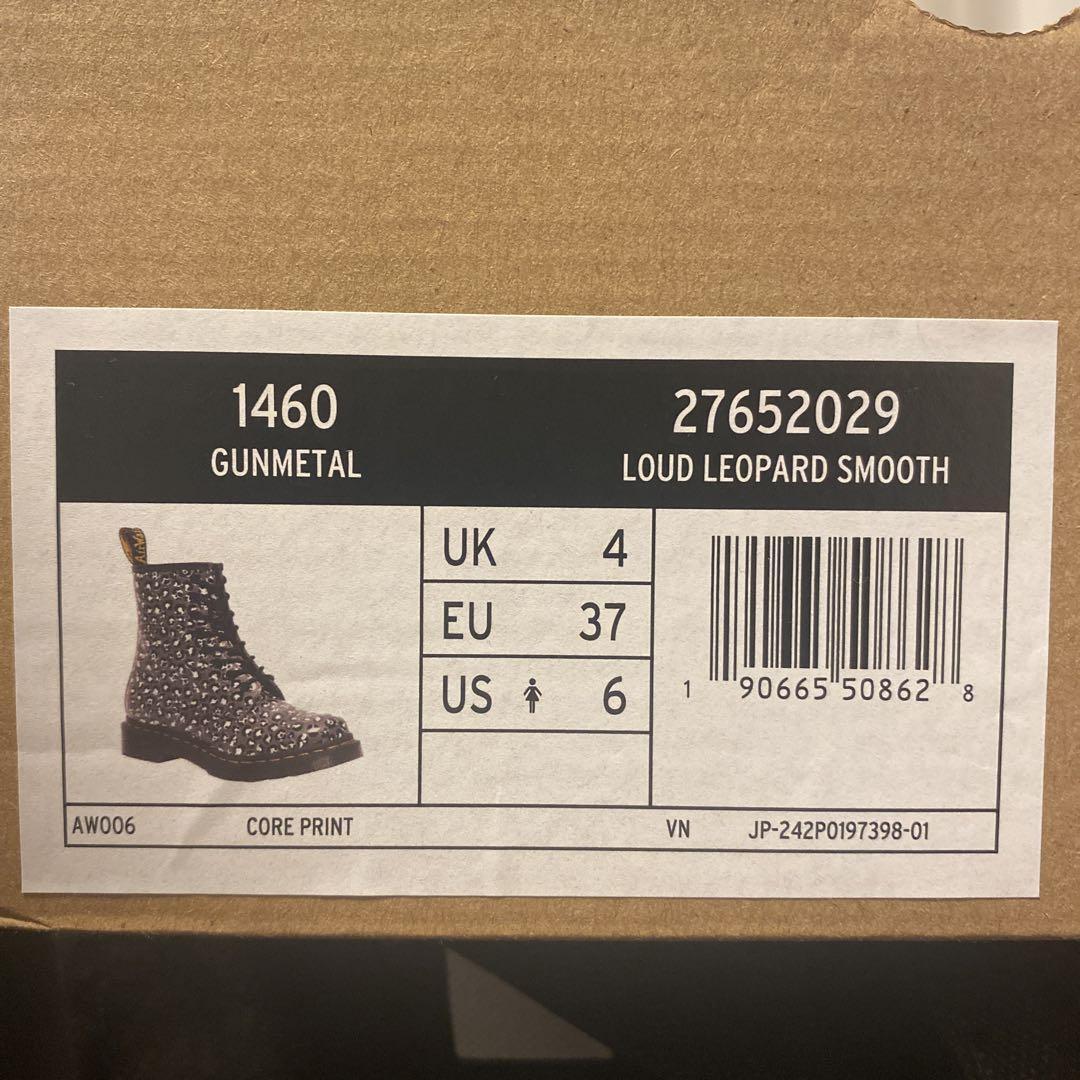 1460
GUNMETAL
27652029
LOUD LEOPARD SMOOTH
UK 4
EU 37
US 6
1 90665 50862 8
AW006 CORE PRINT VN JP-242P0197398-01